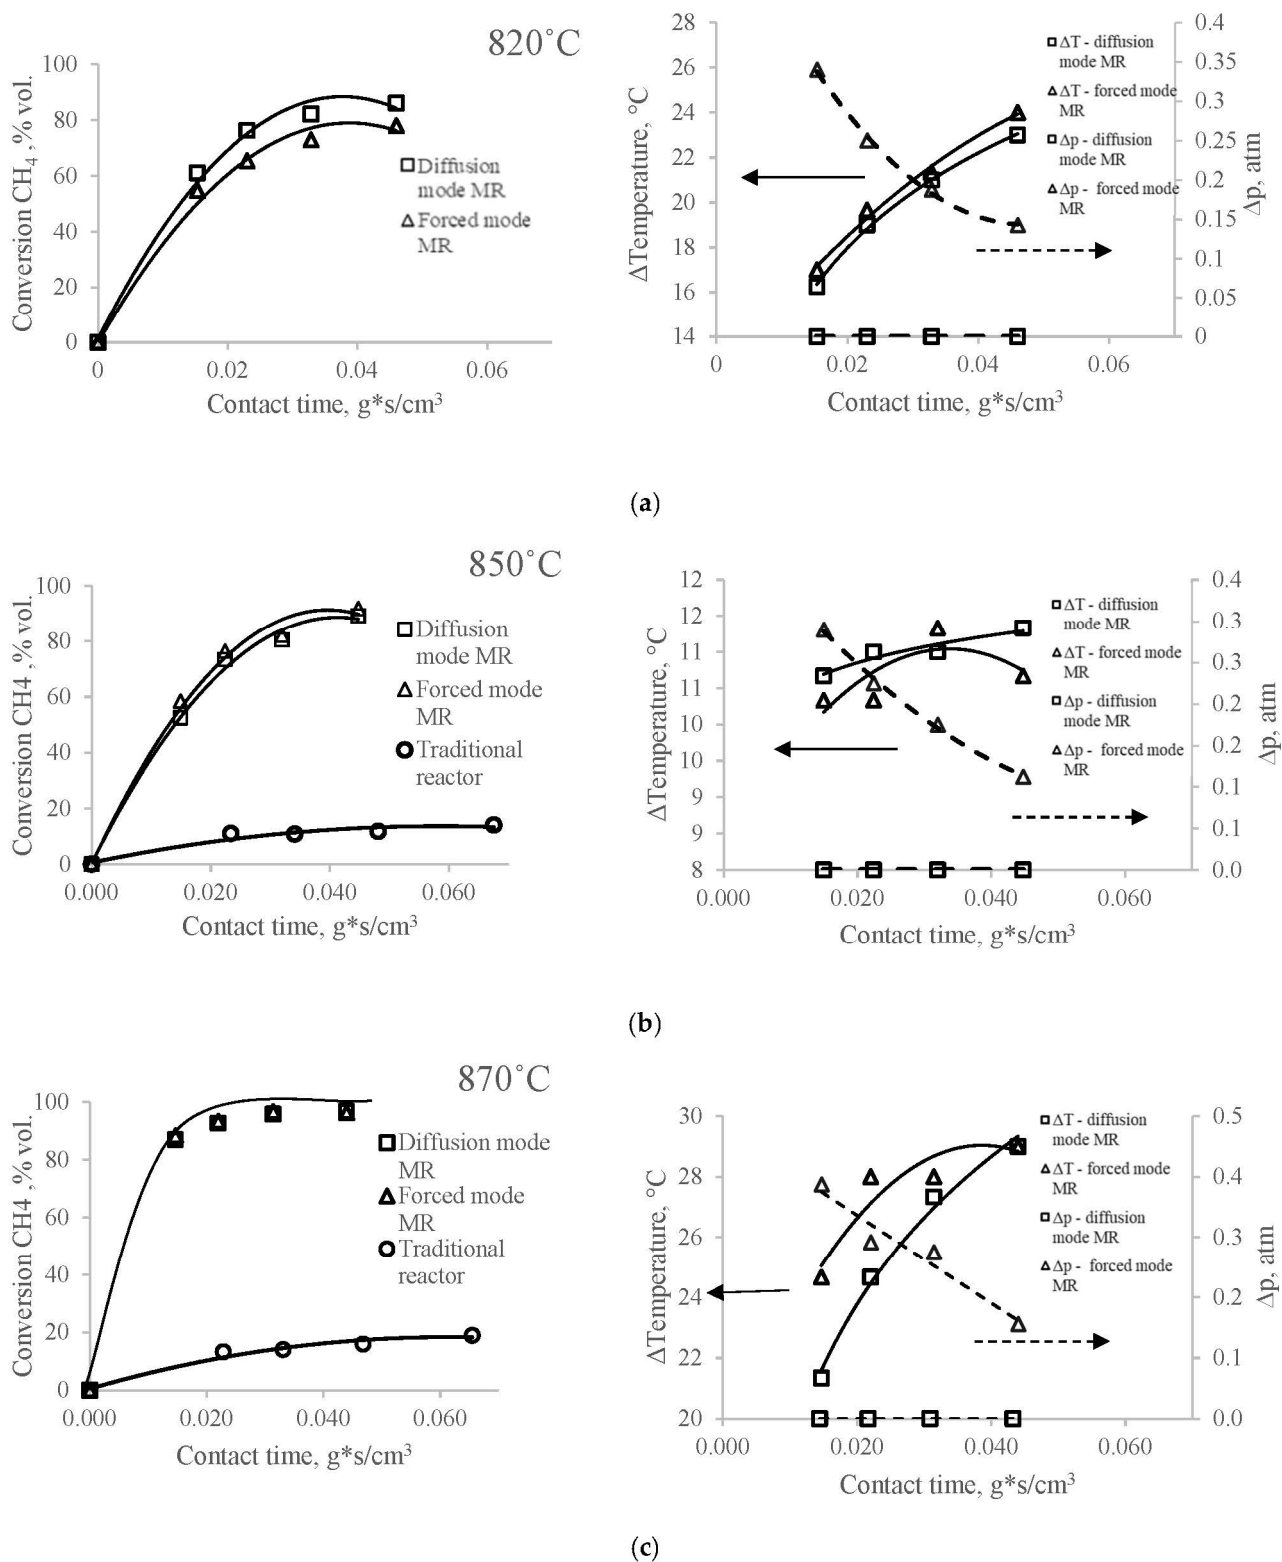 820°C
Conversion CH4 ,% vol.
100
80
60
40
20
0
0
0.02
0.04
0.06
Contact time, g*s/cm³
Diffusion
mode MR
Forced mode
MR
ΔTemperature, °C
28
26
24
22
20
18
16
14
0
0.02
0.04
0.06
Contact time, g*s/cm³
0.4
0.35
0.3
0.25
0.2
0.15
0.1
0.05
0
Δp, atm
ΔT - diffusion
mode MR
ΔT - forced mode
MR
Δp - diffusion
mode MR
Δp - forced mode
MR
(a)
850°C
Conversion CH4 ,% vol.
100
80
60
40
20
0
0.000
0.020
0.040
0.060
Contact time, g*s/cm³
Diffusion
mode MR
Forced mode
MR
Traditional
reactor
ΔTemperature, °C
12
12
11
11
10
10
9
9
8
0.000
0.020
0.040
0.060
Contact time, g*s/cm³
0.4
0.3
0.3
0.2
0.2
0.1
0.1
0.0
Δp, atm
ΔT - diffusion
mode MR
ΔT - forced mode
MR
Δp - diffusion
mode MR
Δp - forced mode
MR
(b)
870°C
Conversion CH4 ,% vol.
100
80
60
40
20
0
0.000
0.020
0.040
0.060
Contact time, g*s/cm³
Diffusion mode
MR
Forced mode
MR
Traditional
reactor
ΔTemperature, °C
30
28
26
24
22
20
0.000
0.020
0.040
0.060
Contact time, g*s/cm³
0.5
0.4
0.3
0.2
0.1
0.0
Δp, atm
ΔT - diffusion
mode MR
ΔT - forced mode
MR
Δp - diffusion
mode MR
Δp - forced mode
MR
(c)